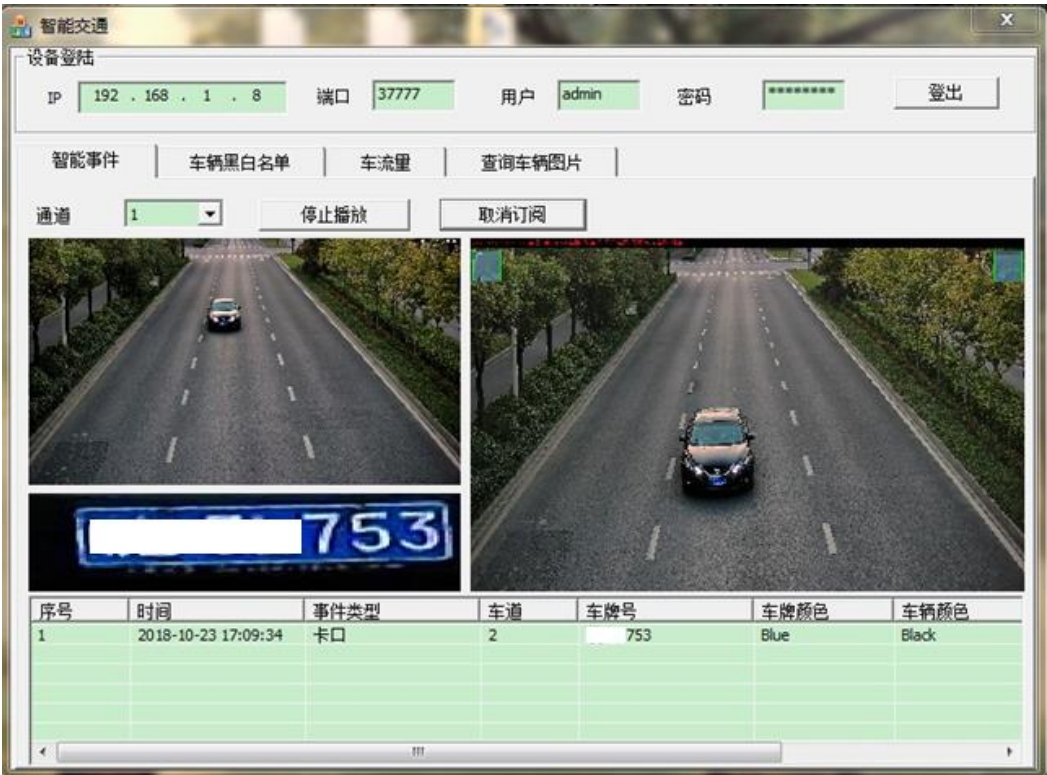 智能交通
设备登陆
IP 192 . 168 . 1 . 8 端口 37777 用户 admin 密码 ******** 登出
智能事件 车辆黑白名单 车流量 查询车辆图片
通道 1 停止播放 取消订阅
753
序号 时间 事件类型 车道 车牌号 车牌颜色 车辆颜色
1 2018-10-23 17:09:34 卡口 2 753 Blue Black